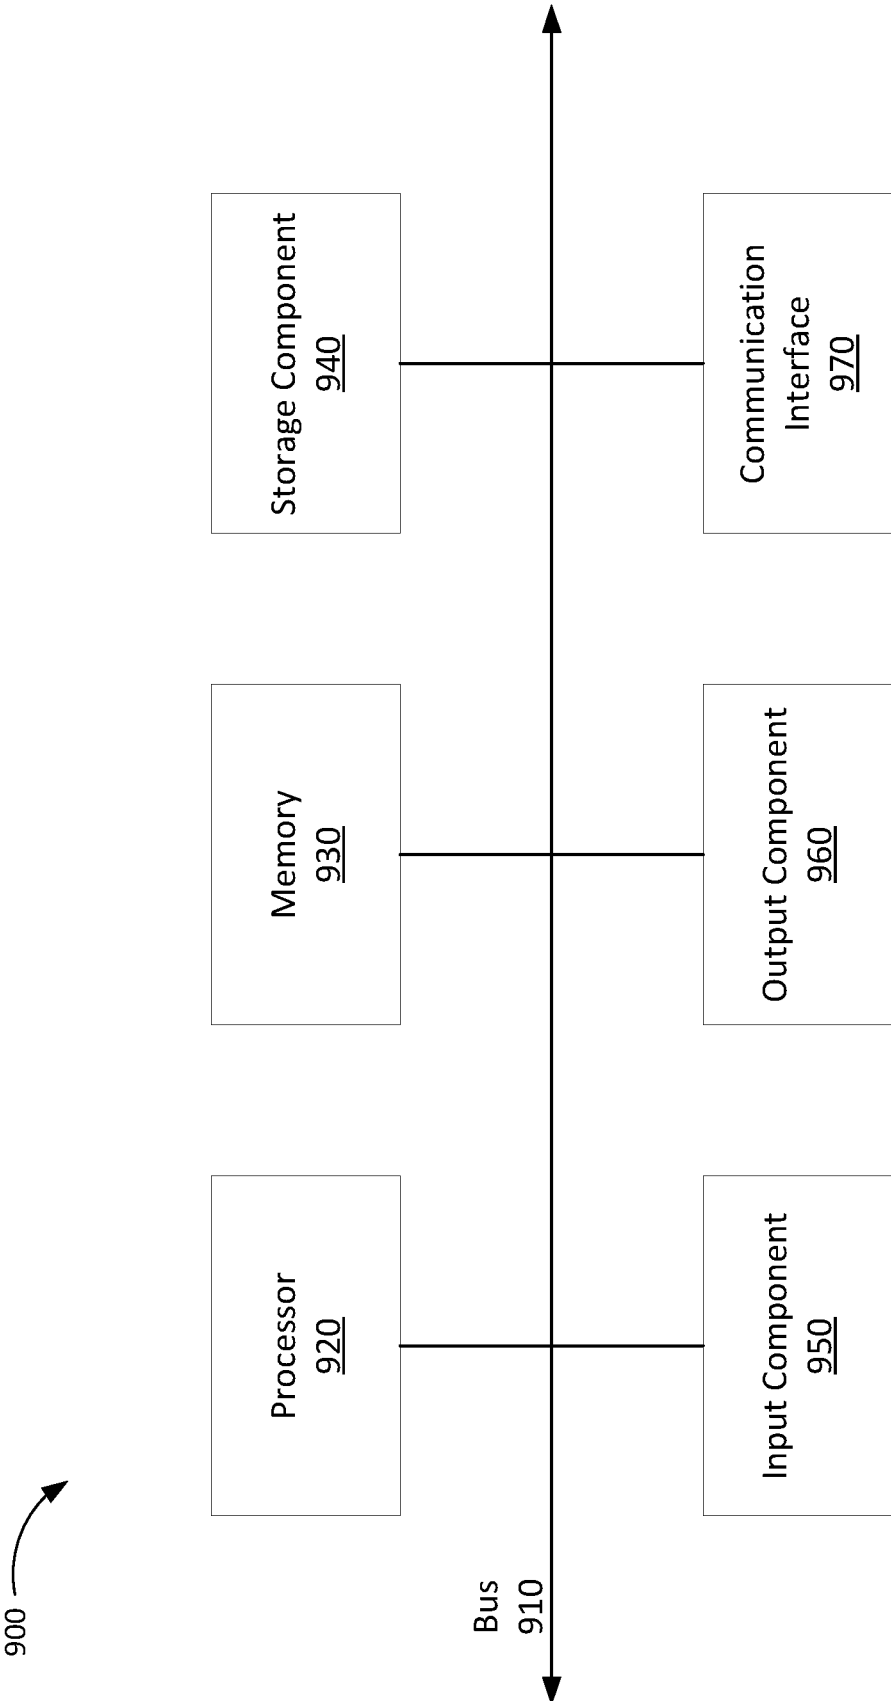 900
Processor
920
Memory
930
Storage Component
940
Bus
910
Input Component
950
Output Component
960
Communication
Interface
970